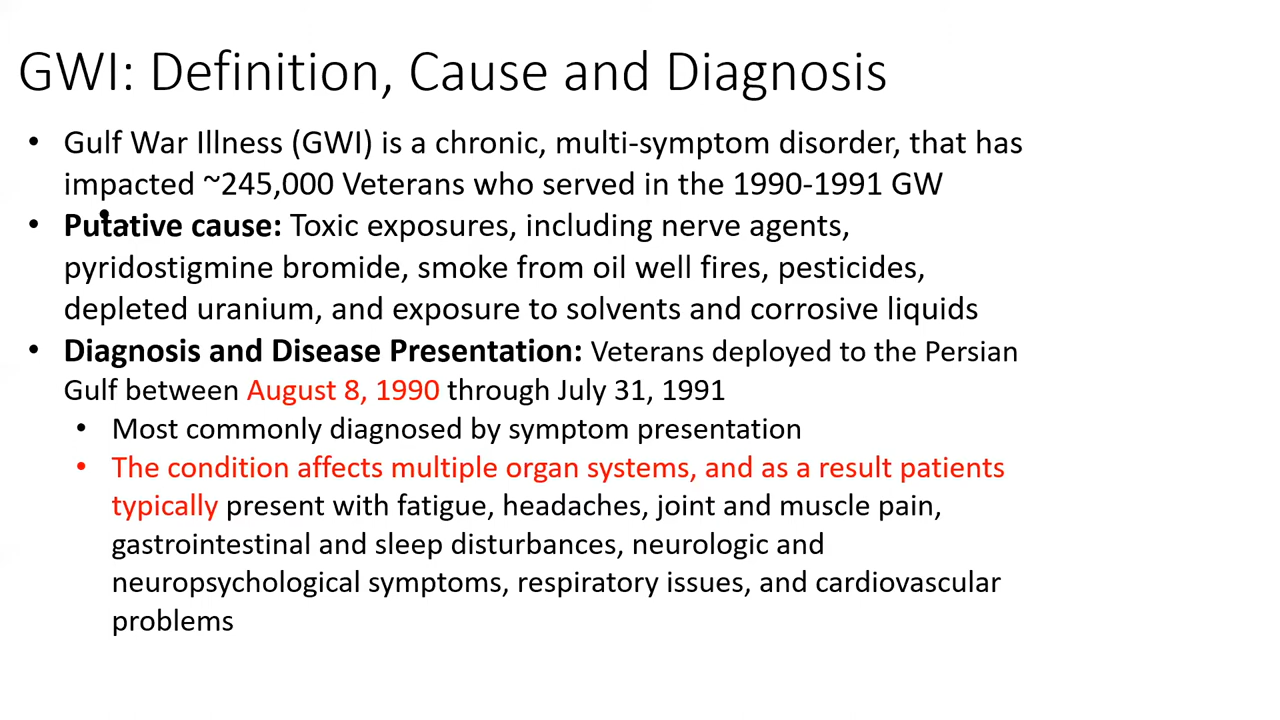 GWI: Definition, Cause and Diagnosis
• Gulf War Illness (GWI) is a chronic, multi-symptom disorder, that has
impacted ~245,000 Veterans who served in the 1990-1991 GW
• Putative cause: Toxic exposures, including nerve agents,
pyridostigmine bromide, smoke from oil well fires, pesticides,
depleted uranium, and exposure to solvents and corrosive liquids
• Diagnosis and Disease Presentation: Veterans deployed to the Persian
Gulf between August 8, 1990 through July 31, 1991
• Most commonly diagnosed by symptom presentation
• The condition affects multiple organ systems, and as a result patients
typically present with fatigue, headaches, joint and muscle pain,
gastrointestinal and sleep disturbances, neurologic and
neuropsychological symptoms, respiratory issues, and cardiovascular
problems